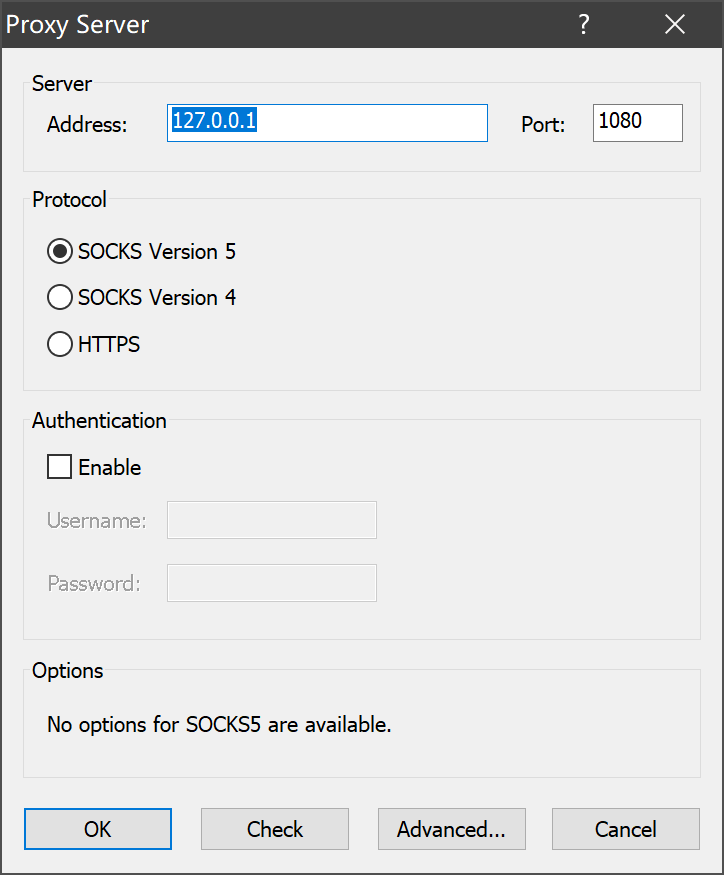 Proxy Server ?
Server
Address: 127.0.0.1 Port: 1080
Protocol
SOCKS Version 5
SOCKS Version 4
HTTPS
Authentication
Enable
Username:
Password:
Options
No options for SOCKS5 are available.
OK Check Advanced... Cancel